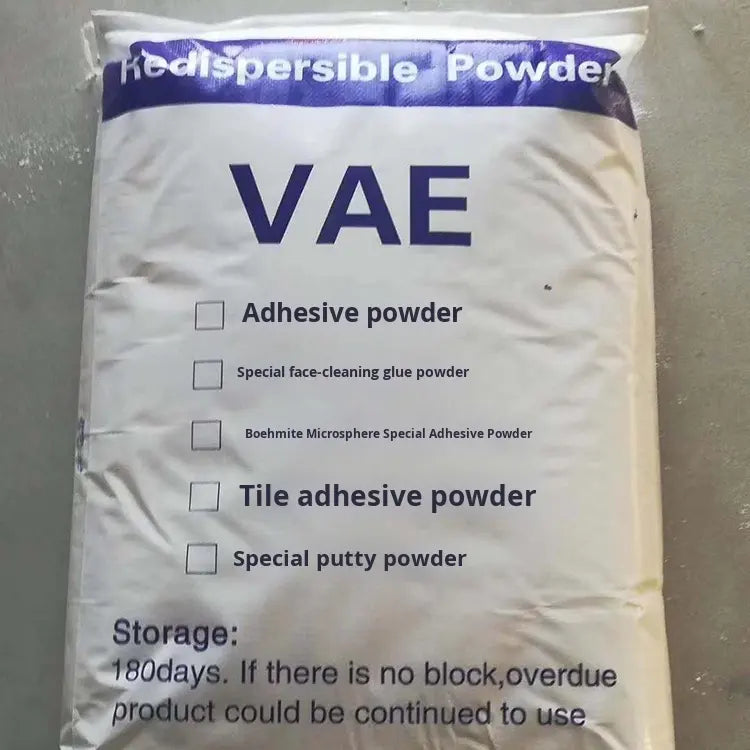 Redispersible Powder
VAE
Adhesive powder
Special face-cleaning glue powder
Boehmite Microsphere Special Adhesive Powder
Tile adhesive powder
Special putty powder
Storage:
180days. If there is no block,overdue
product could be continued to use